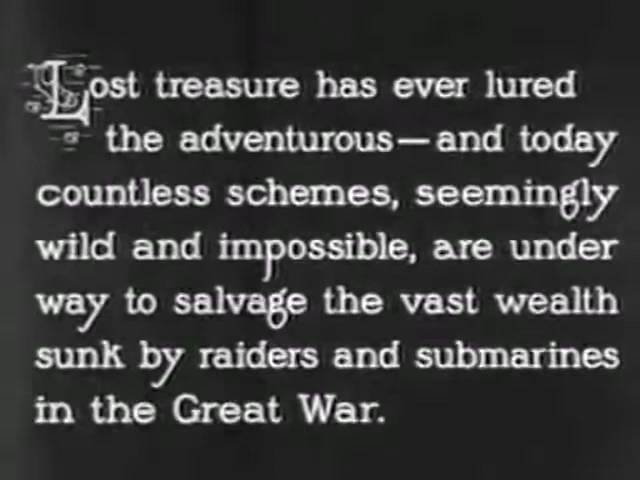 Lost treasure has ever lured
the adventurous—and today
countless schemes, seemingly
wild and impossible, are under
way to salvage the vast wealth
sunk by raiders and submarines
in the Great War.